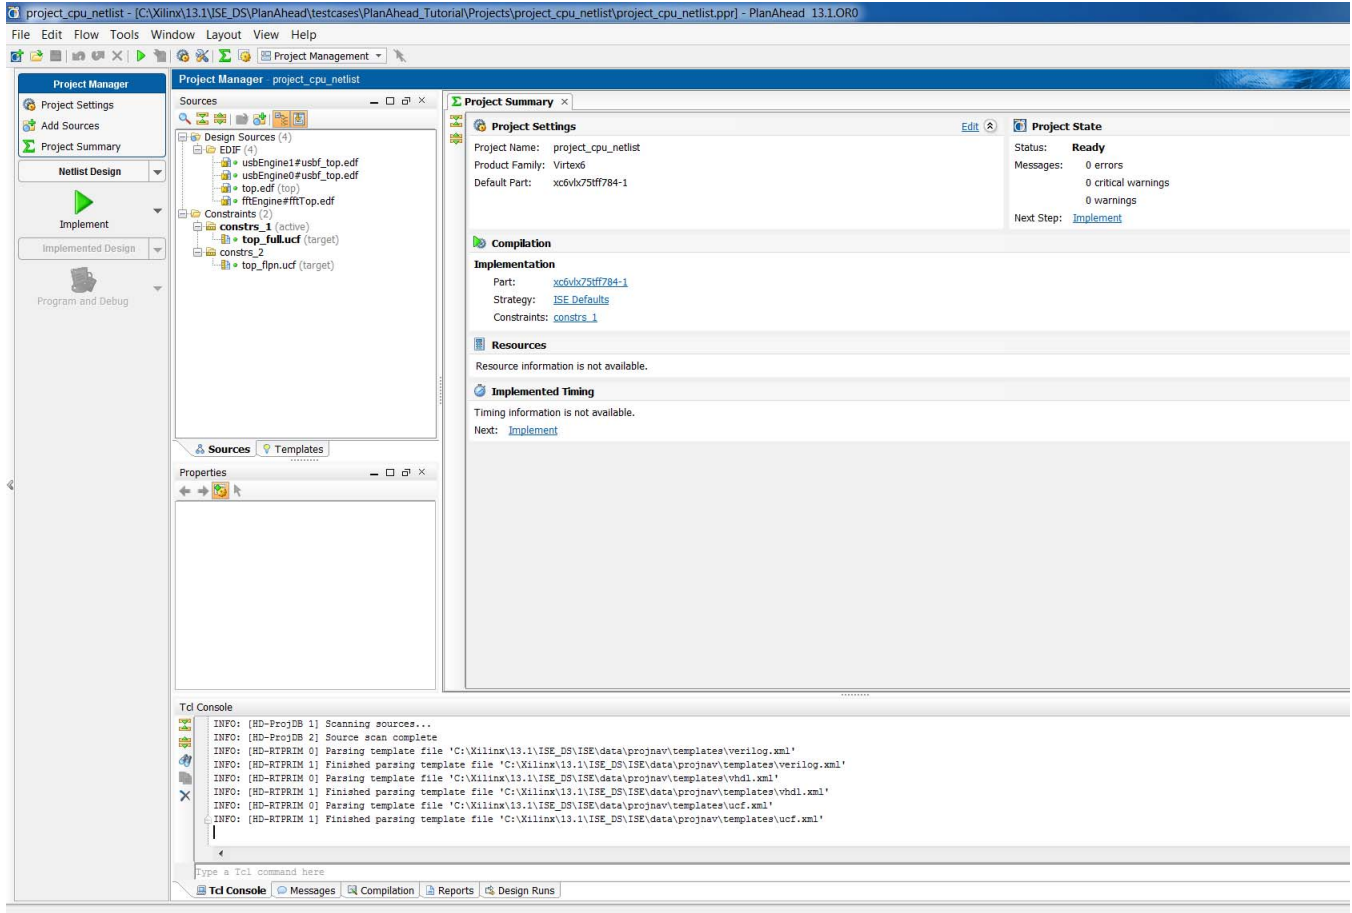 project_cpu_netlist - [C:\Xilinx\13.1\ISE_DS\PlanAhead\testcases\PlanAhead_Tutorial\Projects\project_cpu_netlist\project_cpu_netlist.ppr] - PlanAhead 13.1.OR0
File Edit Flow Tools Window Layout View Help
Project Management
Project Manager
Project Settings
Add Sources
Project Summary
Netlist Design
Implement
Implemented Design
Program and Debug
Project Manager - project_cpu_netlist
Sources
Design Sources (4)
EDIF (4)
usbEngine1#usbf_top.edf
usbEngine0#usbf_top.edf
top.edf (top)
fftEngine#fftTop.edf
Constraints (2)
constrs_1 (active)
top_full.ucf (target)
constrs_2
top_flpn.ucf (target)
Sources Templates
Properties
Project Summary
Project Settings Edit
Project Name: project_cpu_netlist
Product Family: Virtex6
Default Part: xc6vlx75tff784-1
Project State
Status: Ready
Messages: 0 errors
0 critical warnings
0 warnings
Next Step: Implement
Compilation
Implementation
Part: xc6vlx75tff784-1
Strategy: ISE Defaults
Constraints: constrs_1
Resources
Resource information is not available.
Implemented Timing
Timing information is not available.
Next: Implement
Tcl Console
INFO: [HD-ProjDB 1] Scanning sources...
INFO: [HD-ProjDB 2] Source scan complete
INFO: [HD-RTPRIM 0] Parsing template file 'C:\Xilinx\13.1\ISE_DS\ISE\data\projnav\templates\verilog.xml'
INFO: [HD-RTPRIM 1] Finished parsing template file 'C:\Xilinx\13.1\ISE_DS\ISE\data\projnav\templates\verilog.xml'
INFO: [HD-RTPRIM 0] Parsing template file 'C:\Xilinx\13.1\ISE_DS\ISE\data\projnav\templates\vhdl.xml'
INFO: [HD-RTPRIM 1] Finished parsing template file 'C:\Xilinx\13.1\ISE_DS\ISE\data\projnav\templates\vhdl.xml'
INFO: [HD-RTPRIM 0] Parsing template file 'C:\Xilinx\13.1\ISE_DS\ISE\data\projnav\templates\ucf.xml'
INFO: [HD-RTPRIM 1] Finished parsing template file 'C:\Xilinx\13.1\ISE_DS\ISE\data\projnav\templates\ucf.xml'
Type a Tcl command here
Tcl Console Messages Compilation Reports Design Runs